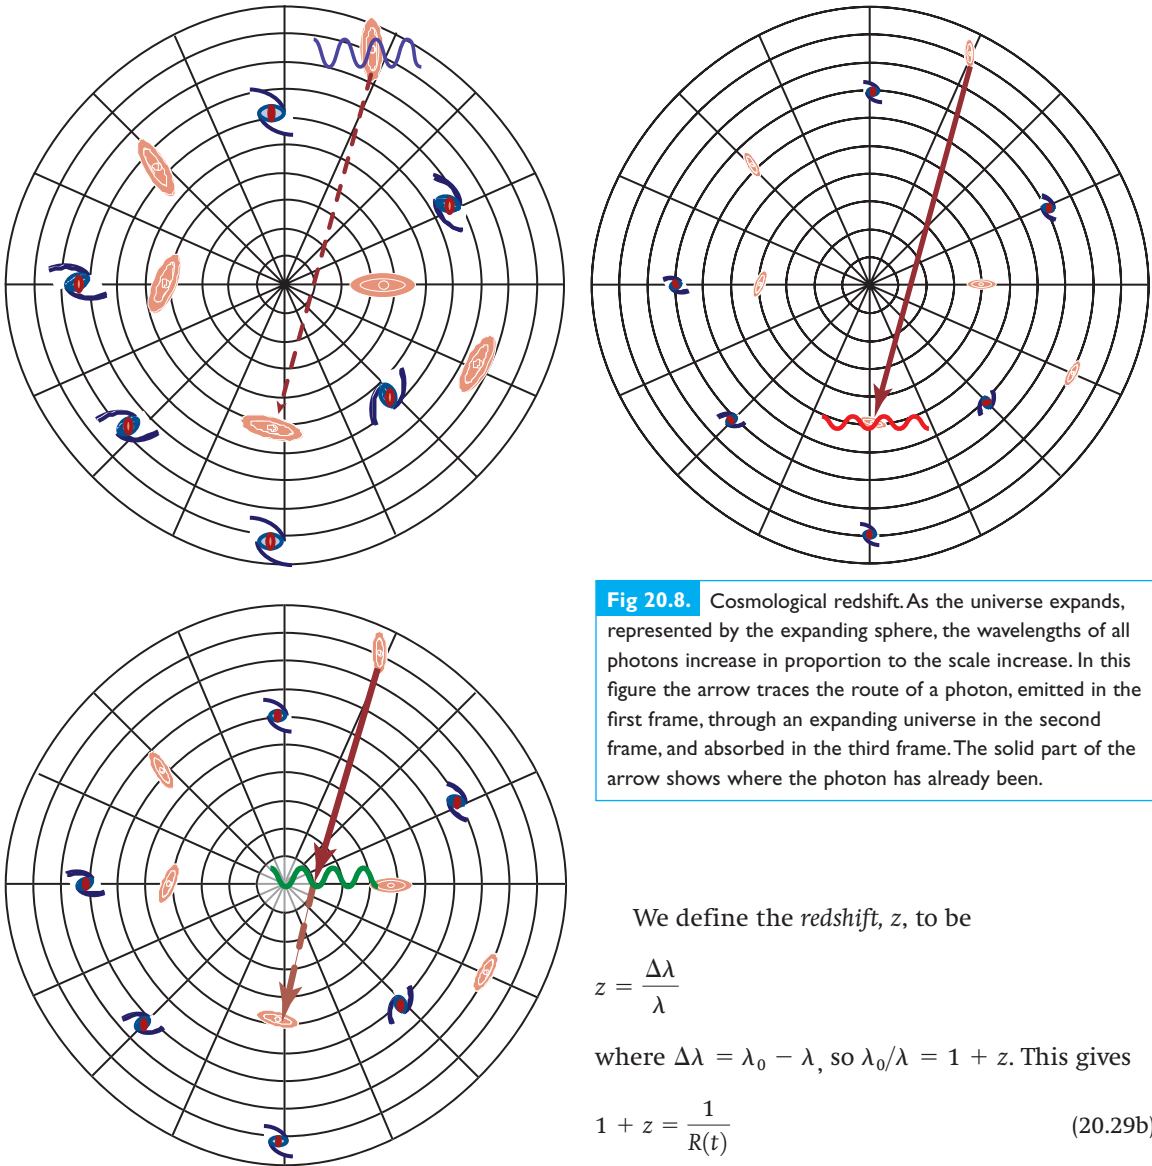 Fig 20.8. Cosmological redshift. As the universe expands,
represented by the expanding sphere, the wavelengths of all
photons increase in proportion to the scale increase. In this
figure the arrow traces the route of a photon, emitted in the
first frame, through an expanding universe in the second
frame, and absorbed in the third frame. The solid part of the
arrow shows where the photon has already been.
We define the redshift, z, to be
z = Δλ/λ
where Δλ = λ₀ − λ, so λ₀/λ = 1 + z. This gives
1 + z = 1/R(t) (20.29b)